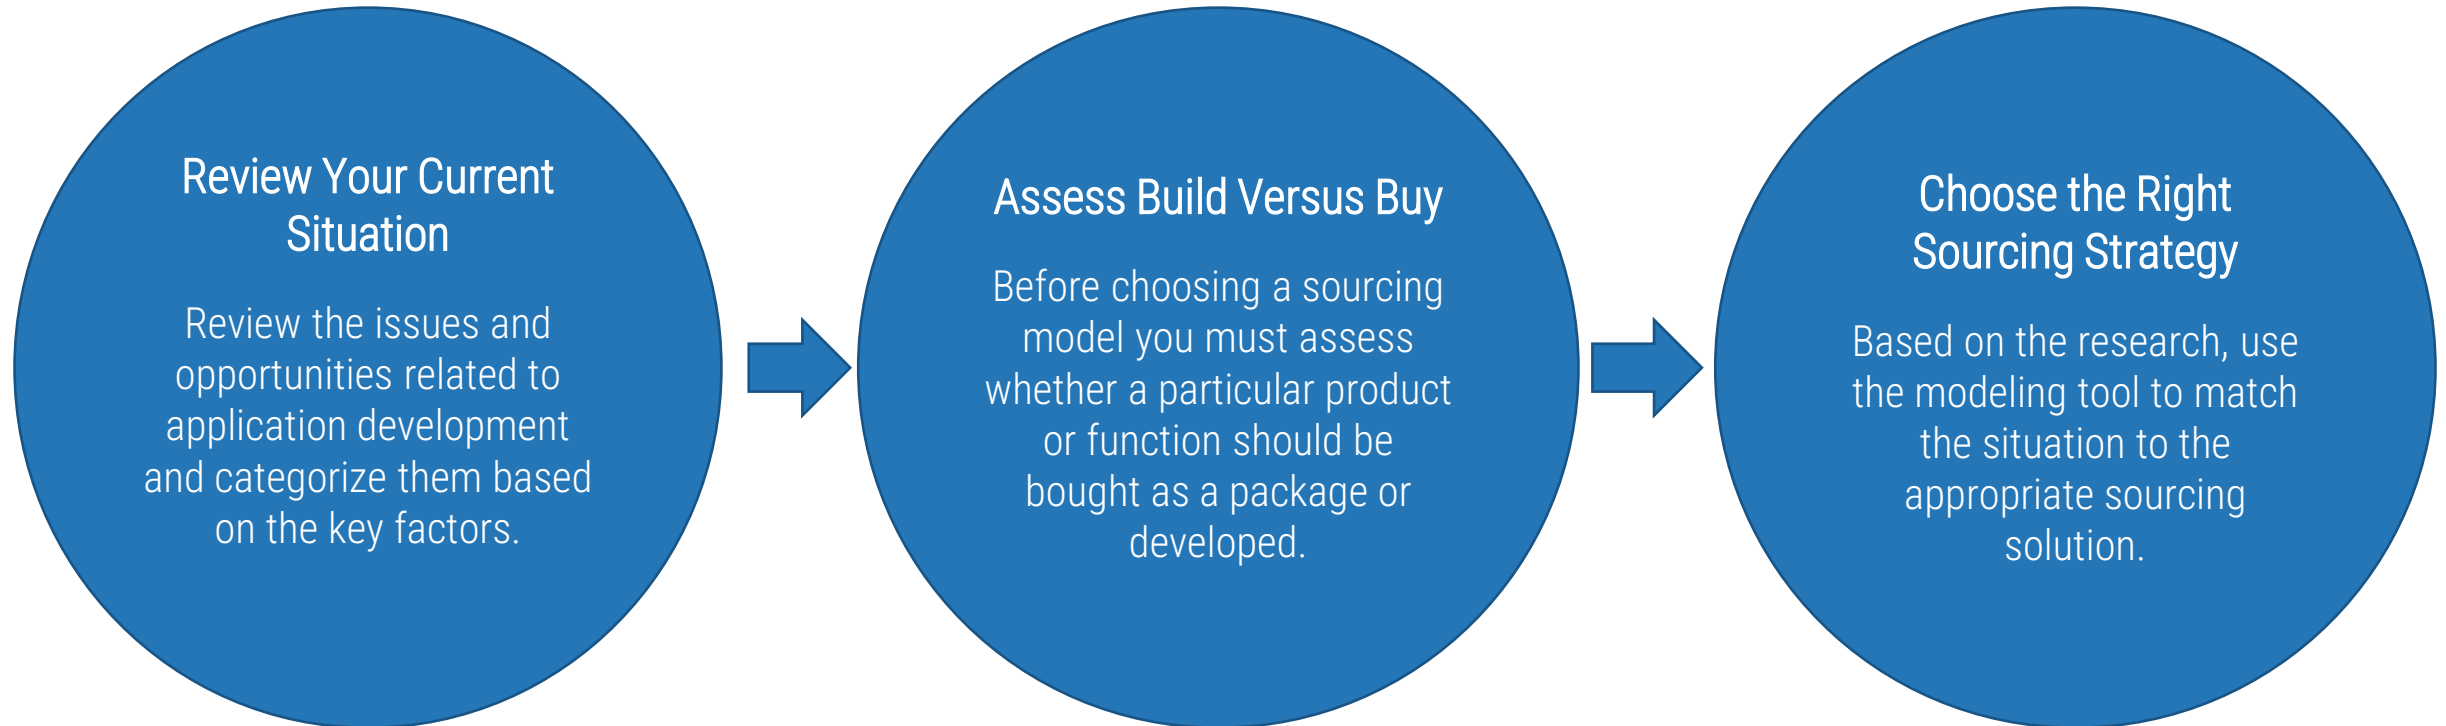 Review Your Current
Situation
Review the issues and
opportunities related to
application development
and categorize them based
on the key factors.
Assess Build Versus Buy
Before choosing a sourcing
model you must assess
whether a particular product
or function should be
bought as a package or
developed.
Choose the Right
Sourcing Strategy
Based on the research, use
the modeling tool to match
the situation to the
appropriate sourcing
solution.